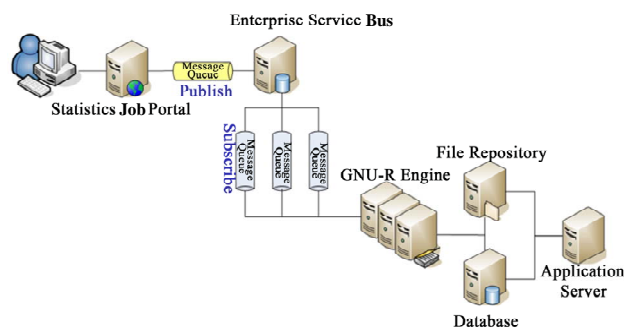 Enterprise Service Bus
Message
Queue
Publish
Statistics Job Portal
Subscribe
Message
Queue
Message
Queue
Message
Queue
GNU-R Engine
File Repository
Application
Server
Database